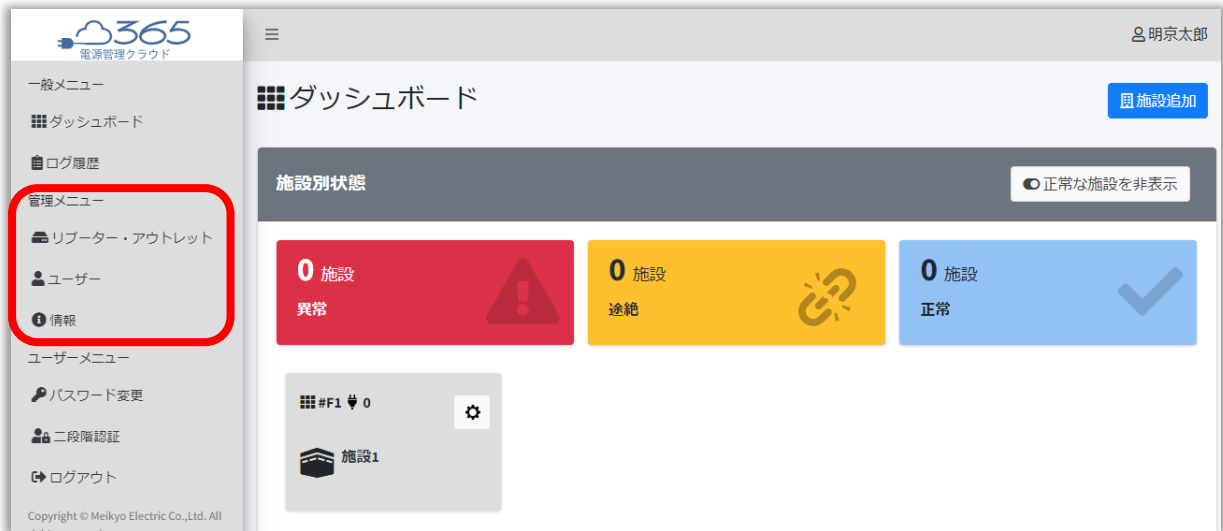 365
電源管理クラウド
明京太郎
一般メニュー
ダッシュボード
ログ履歴
管理メニュー
リブーター・アウトレット
ユーザー
情報
ユーザーメニュー
パスワード変更
二段階認証
ログアウト
Copyright © Meikyo Electric Co.,Ltd. All
ダッシュボード
施設追加
施設別状態
正常な施設を非表示
0 施設
異常
0 施設
途絶
0 施設
正常
#F1 0
施設1